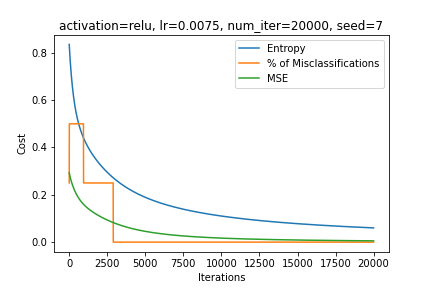 activation=relu, lr=0.0075, num_iter=20000, seed=7
Entropy
% of Misclassifications
MSE
Cost
0.8
0.6
0.4
0.2
0.0
0 2500 5000 7500 10000 12500 15000 17500 20000
Iterations